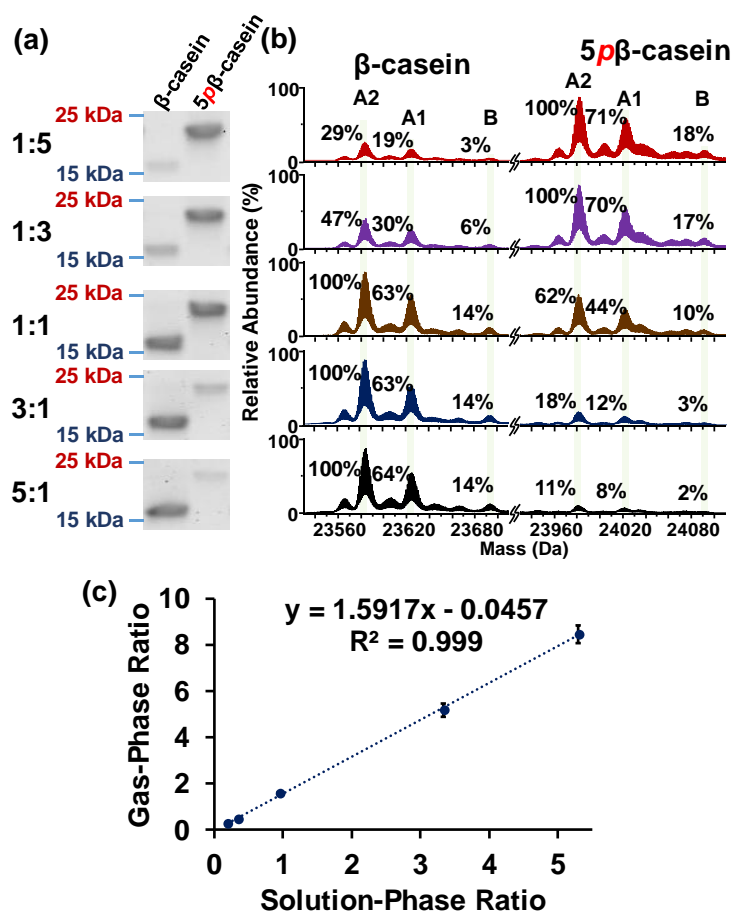 (a)
β-casein
5pβ-casein
1:5
25 kDa
15 kDa
1:3
25 kDa
15 kDa
1:1
25 kDa
15 kDa
3:1
25 kDa
15 kDa
5:1
25 kDa
15 kDa
(b)
β-casein
5pβ-casein
A2
A1
B
A2
A1
B
Relative Abundance (%)
100
0
29%
19%
3%
100%
71%
18%
100
0
47%
30%
6%
100%
70%
17%
100
0
100%
63%
14%
62%
44%
10%
100
0
100%
63%
14%
18%
12%
3%
100
0
100%
64%
14%
11%
8%
2%
23560 23620 23680 23960 24020 24080
Mass (Da)
(c)
y = 1.5917x - 0.0457
R² = 0.999
Gas-Phase Ratio
10
8
6
4
2
0
0 1 2 3 4 5
Solution-Phase Ratio